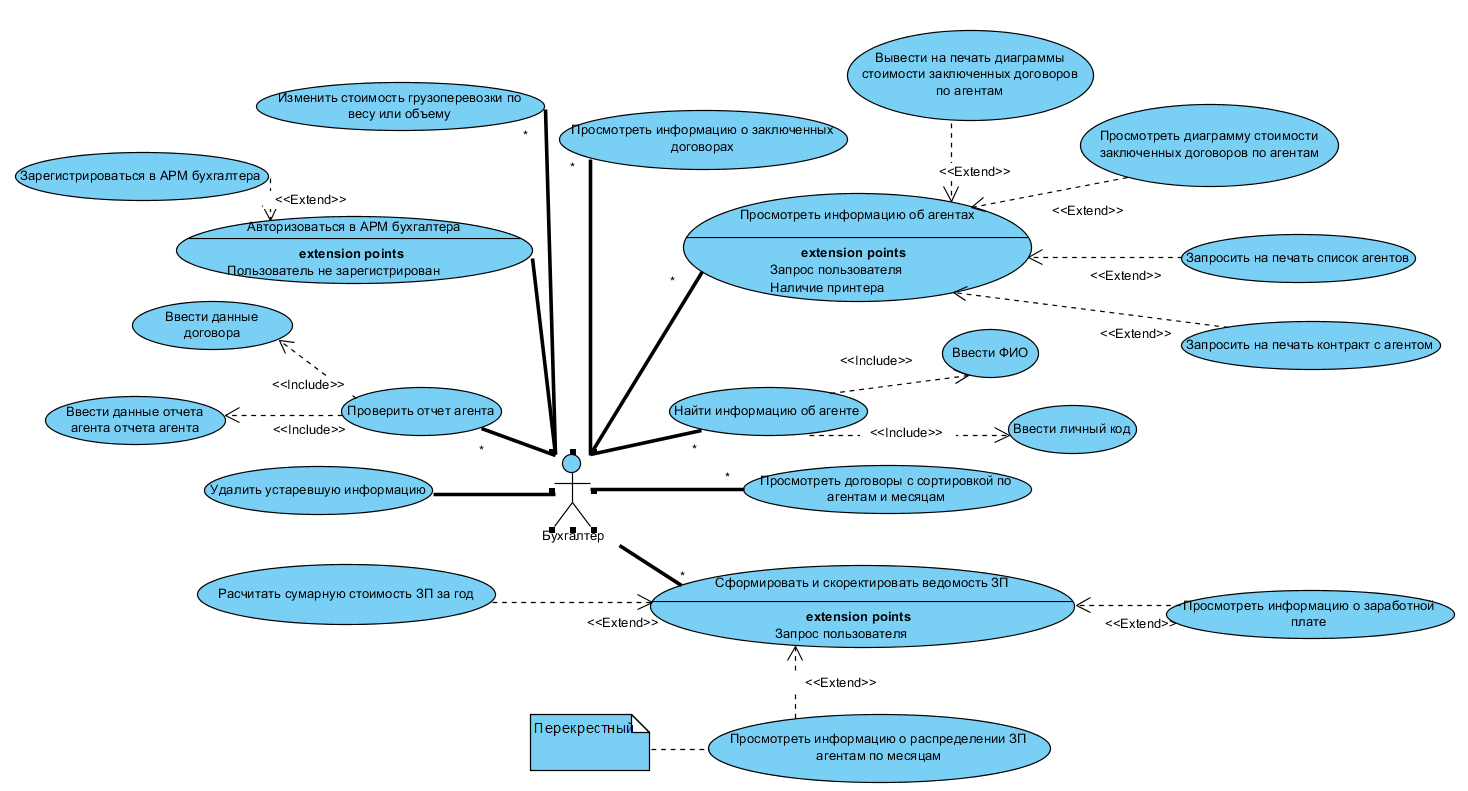 Вывести на печать диаграммы
стоимости заключенных договоров
по агентам
Изменить стоимость грузоперевозки по
весу или объему
*
Просмотреть информацию о заключенных
договорах
*
Просмотреть диаграмму стоимости
заключенных договоров по агентам
<<Extend>>
<<Extend>>
Зарегистрироваться в АРМ бухгалтера
<<Extend>>
Авторизоваться в АРМ бухгалтера
extension points
Пользователь не зарегистрирован
Просмотреть информацию об агентах
extension points
Запрос пользователя
Наличие принтера
*
Запросить на печать список агентов
<<Extend>>
Запросить на печать контракт с агентом
<<Extend>>
Ввести данные
договора
<<Include>>
Ввести ФИО
<<Include>>
Ввести данные отчета
агента отчета агента
<<Include>>
Проверить отчет агента
*
Найти информацию об агенте
*
<<Include>>
Ввести личный код
Удалить устаревшую информацию
*
Просмотреть договоры с сортировкой по
агентам и месяцам
Бухгалтер
*
Расчитать сумарную стоимость ЗП за год
<<Extend>>
Сформировать и скоректировать ведомость ЗП
extension points
Запрос пользователя
<<Extend>>
Просмотреть информацию о заработной
плате
<<Extend>>
Перекрестный
Просмотреть информацию о распределении ЗП
агентам по месяцам